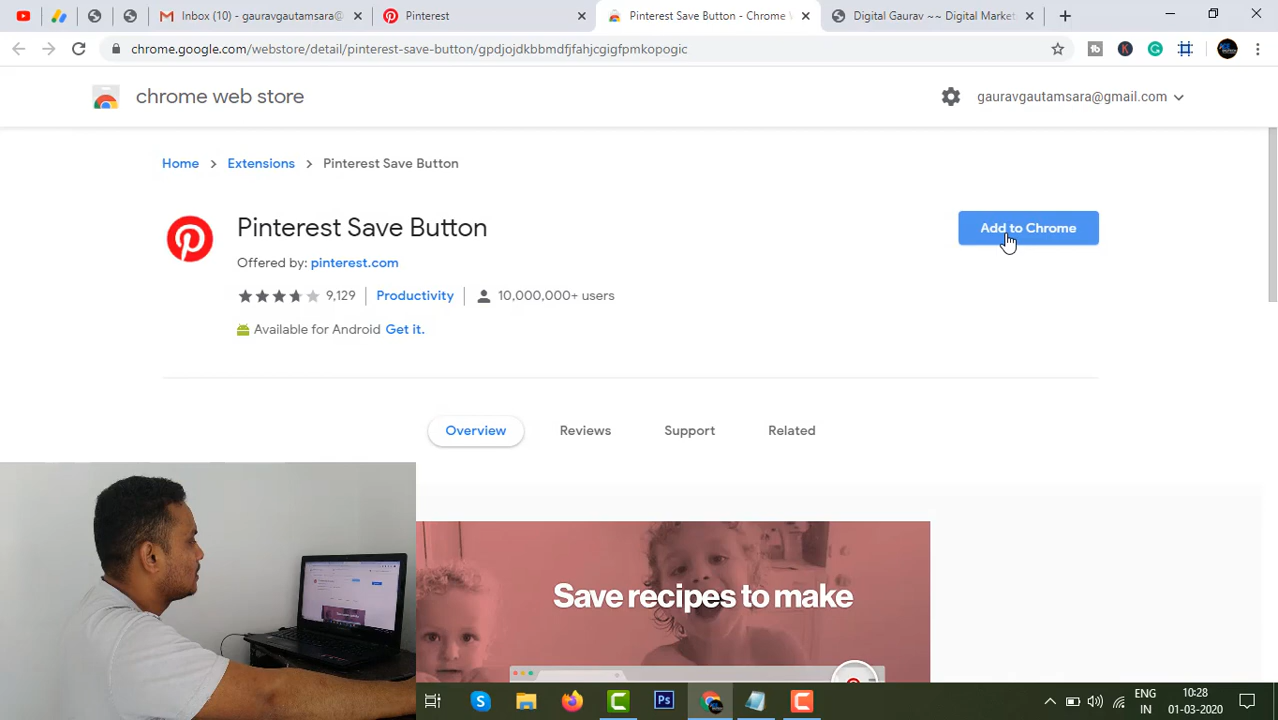 Inbox (10) - gauravgautamsara@
Pinterest
Pinterest Save Button - Chrome W
Digital Gaurav ~~ Digital Market
chrome.google.com/webstore/detail/pinterest-save-button/gpdjojdkbbmdfjfahjcgigfpmkopogic
chrome web store
gauravgautamsara@gmail.com
Home > Extensions > Pinterest Save Button
Pinterest Save Button
Add to Chrome
Offered by: pinterest.com
9,129 | Productivity | 10,000,000+ users
Available for Android Get it.
Overview
Reviews
Support
Related
Save recipes to make
ENG
IN
10:28
01-03-2020